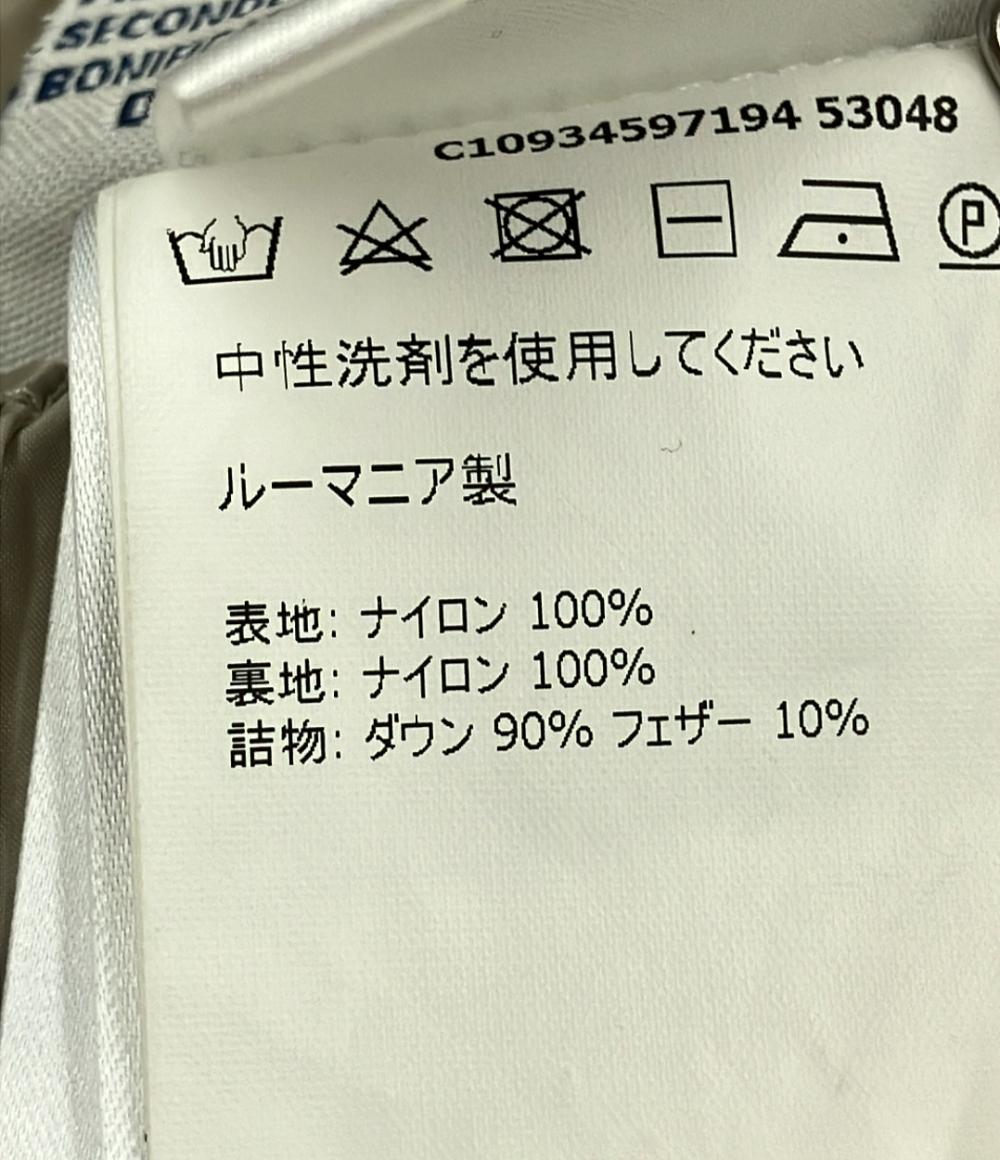 SECOND
C10934597194 53048
P
中性洗剤を使用してください
ルーマニア製
表地: ナイロン 100%
裏地: ナイロン 100%
詰物: ダウン 90% フェザー 10%